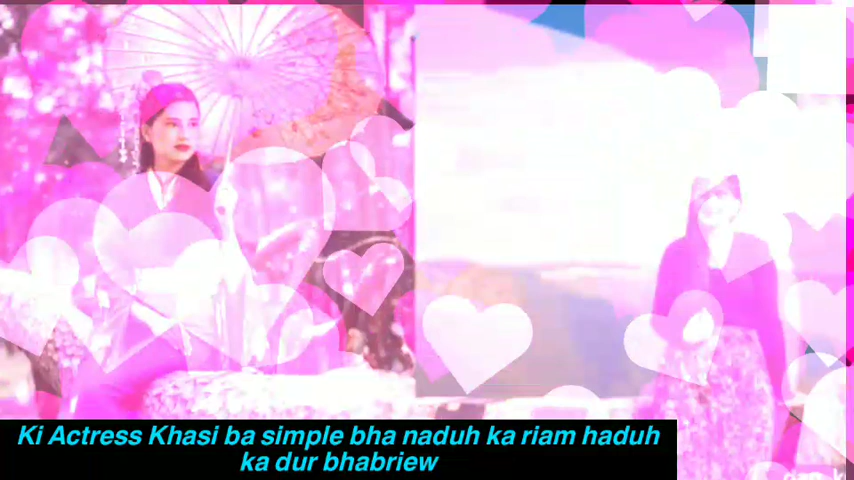 Ki Actress Khasi ba simple bha naduh ka riam haduh
ka dur bhabriew